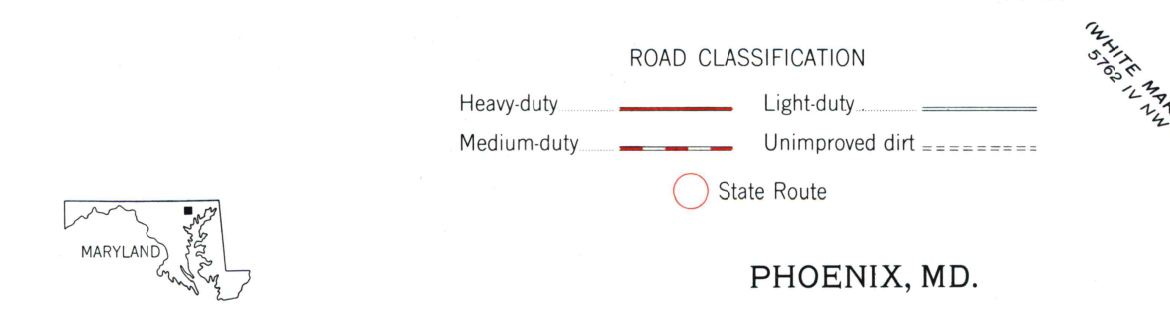 ROAD CLASSIFICATION
Heavy-duty Light-duty
Medium-duty Unimproved dirt
State Route
(WHITE
5762 IV NW
MARYLAND
PHOENIX, MD.